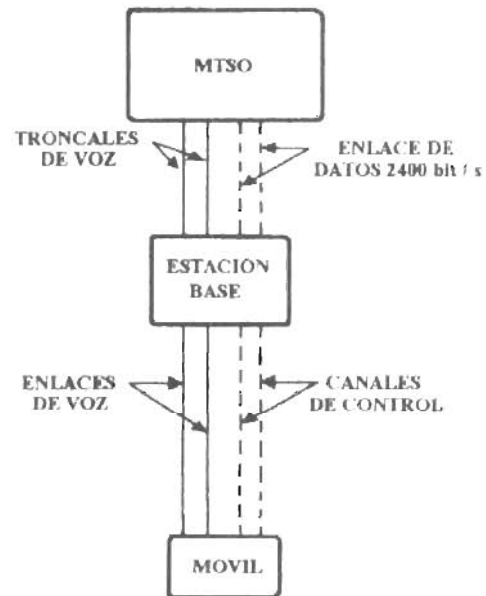 MTSO
TRONCALES
DE VOZ
ENLACE DE
DATOS 2400 bit / s
ESTACION
BASE
ENLACES
DE VOZ
CANALES
DE CONTROL
MOVIL